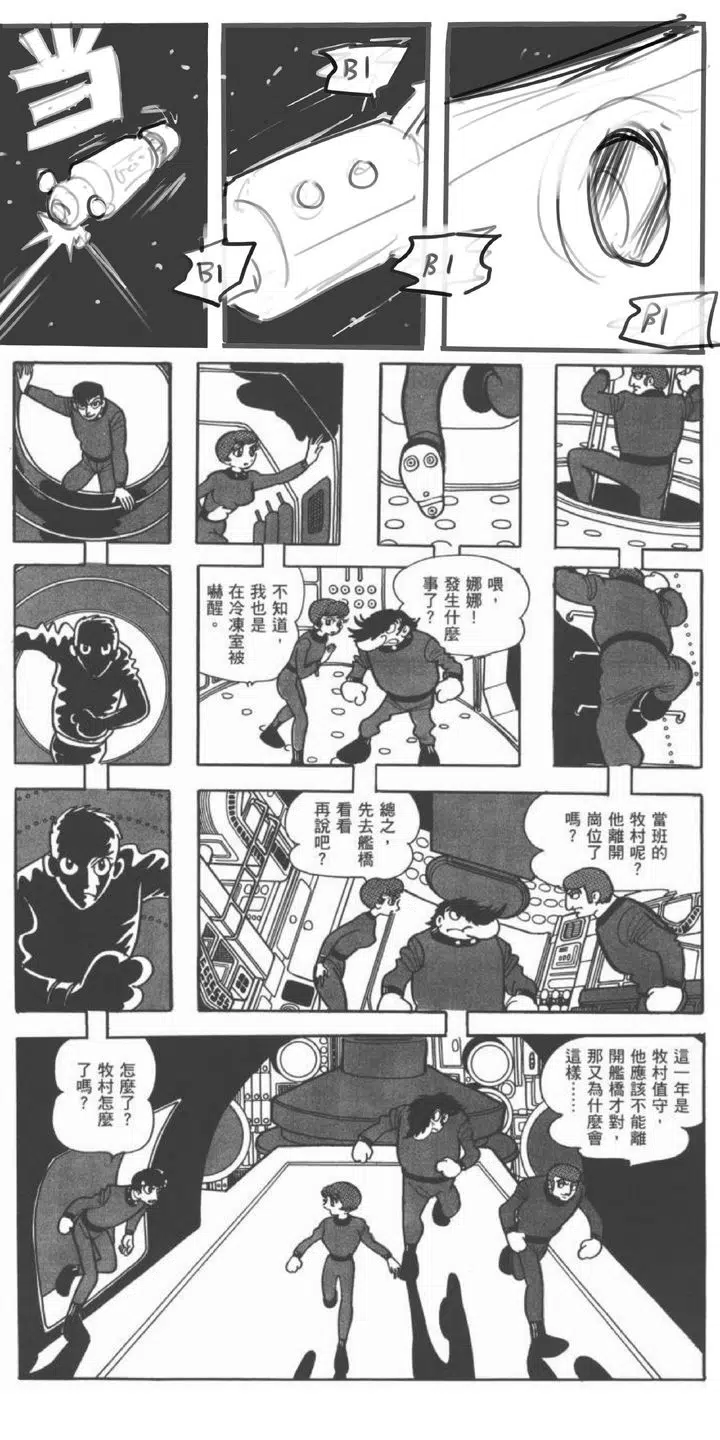 当
B1
B1
B1
B1
喂，
娜娜！
發生什麼
事了？
不知道，
我也是
在冷凍室被
嚇醒。
當班的
牧村呢？
他離開
崗位了
嗎？
總之，
先去艦橋
看看
再說吧？
這一年是
牧村值守，
他應該不能離
開艦橋才對，
那又為什麼會
這樣……
怎麼了？
牧村怎麼
了嗎？